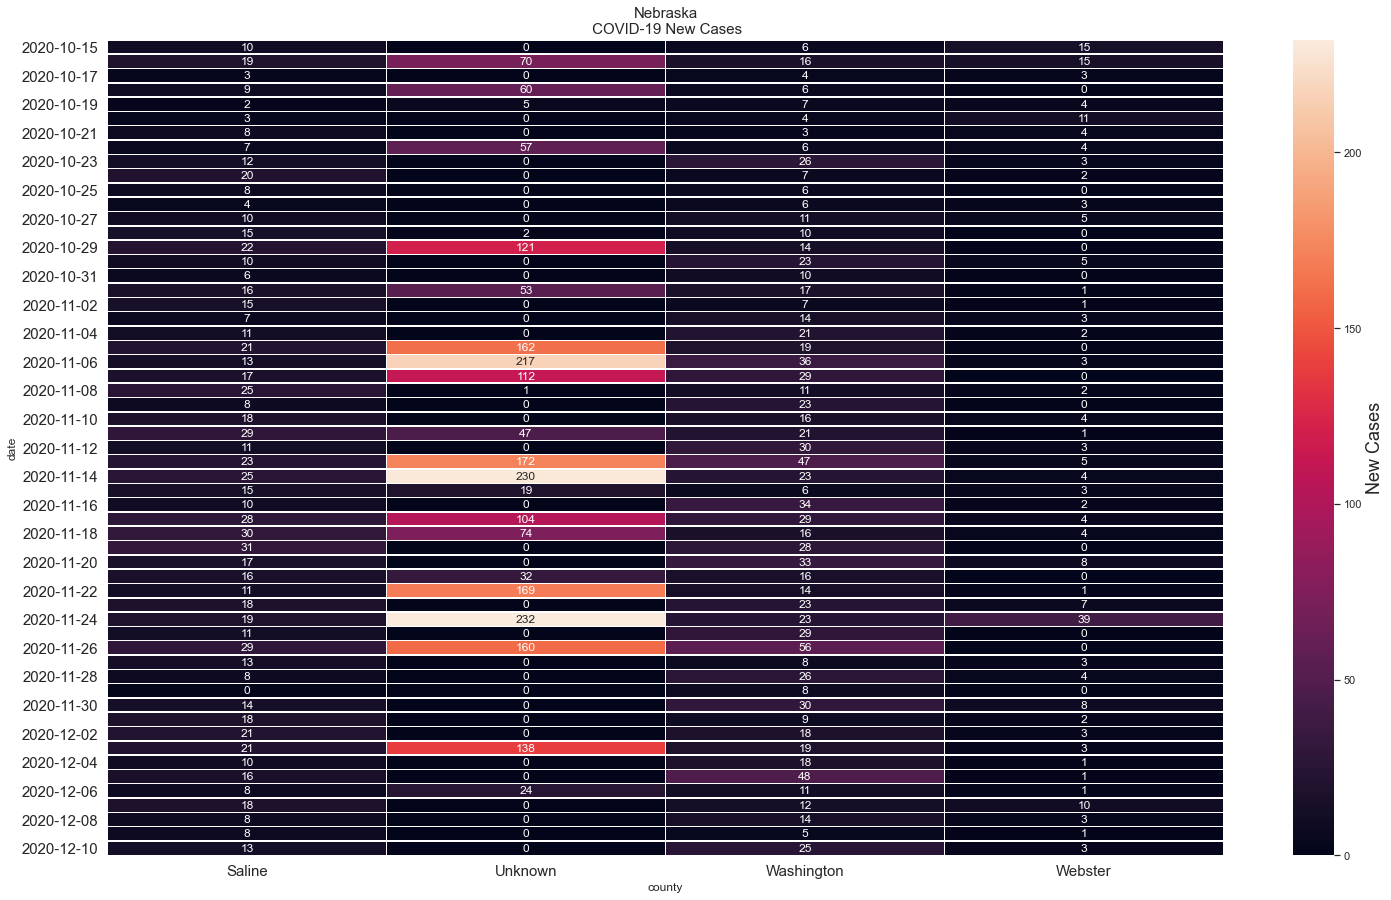 Nebraska
COVID-19 New Cases
2020-10-15 10 0 6 15
19 70 16 15
2020-10-17 3 0 4 3
9 60 6 0
2020-10-19 2 5 7 4
3 0 4 11
2020-10-21 8 0 3 4
7 57 6 4
2020-10-23 12 0 26 3
20 0 7 2
2020-10-25 8 0 6 0
4 0 6 3
2020-10-27 10 0 11 5
15 2 10 0
2020-10-29 22 121 14 0
10 0 23 5
2020-10-31 6 0 10 0
16 53 17 1
2020-11-02 15 0 7 1
7 0 14 3
2020-11-04 11 0 21 2
21 162 19 0
2020-11-06 13 217 36 3
17 112 29 0
2020-11-08 25 1 11 2
8 0 23 0
2020-11-10 18 0 16 4
29 47 21 1
2020-11-12 11 0 30 3
23 172 47 5
2020-11-14 25 230 23 4
15 19 6 3
2020-11-16 10 0 34 2
28 104 29 4
2020-11-18 30 74 16 4
31 0 28 0
2020-11-20 17 0 33 8
16 32 16 0
2020-11-22 11 169 14 1
18 0 23 7
2020-11-24 19 232 23 39
11 0 29 0
2020-11-26 29 160 56 0
13 0 8 3
2020-11-28 8 0 26 4
0 0 8 0
2020-11-30 14 0 30 8
18 0 9 2
2020-12-02 21 0 18 3
21 138 19 3
2020-12-04 10 0 18 1
16 0 48 1
2020-12-06 8 24 11 1
18 0 12 10
2020-12-08 8 0 14 3
8 0 5 1
2020-12-10 13 0 25 3
date
Saline Unknown Washington Webster
county
200
150
100
50
0
New Cases